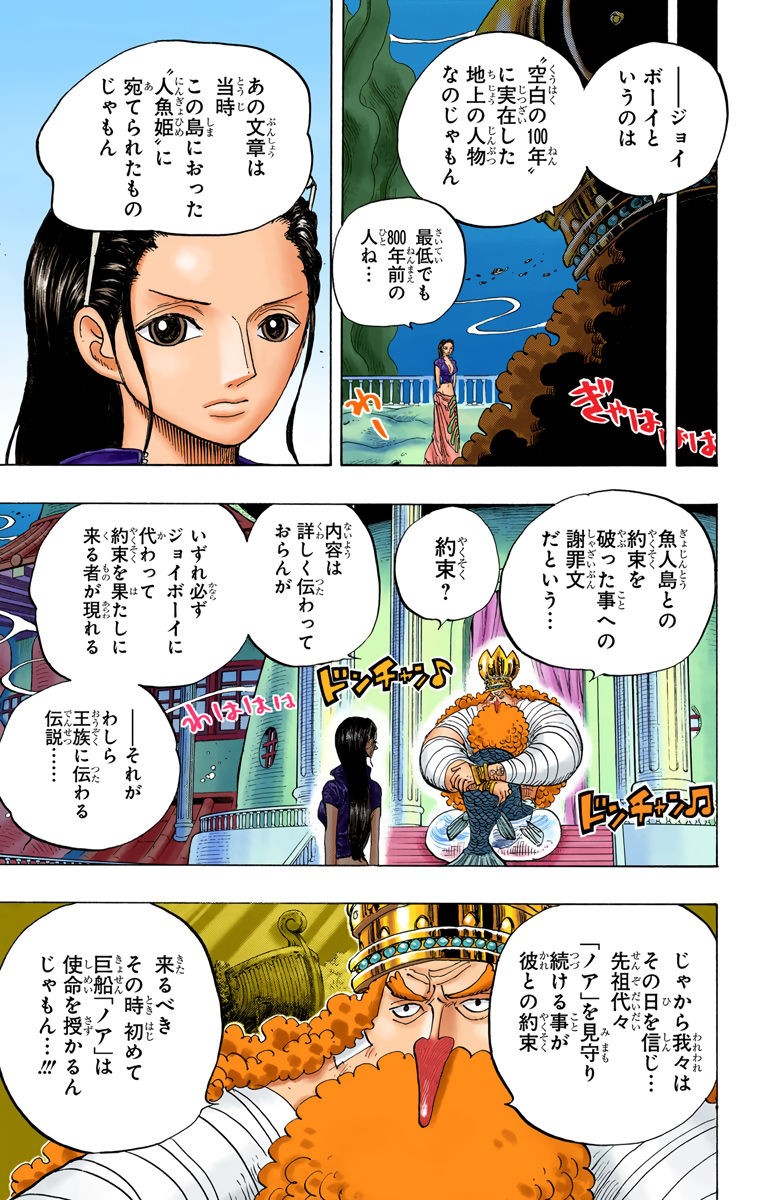 ――ジョイ
ボーイと
いうのは
〝空白の100年〟
に実在した
地上の人物
なのじゃもん
最低でも
800年前の
人ね…
ぎゃはははは
わー
あの文章は
当時
この島におった
〝人魚姫〟に
宛てられたもの
じゃもん
魚人島との
約束を
破った事への
謝罪文
だという…
約束?
内容は
詳しく伝わって
おらんが
いずれ必ず
ジョイボーイに
代わって
約束を果たしに
来る者が現れる
――それが
わしら
王族に伝わる
伝説……
ドンチャン♪
わはははは
ドンチャン♫
じゃから我々は
その日を信じ…
先祖代々
「ノア」を見守り
続ける事が
彼との約束
来るべき
その時 初めて
巨船「ノア」は
使命を授かるん
じゃもん…!!!